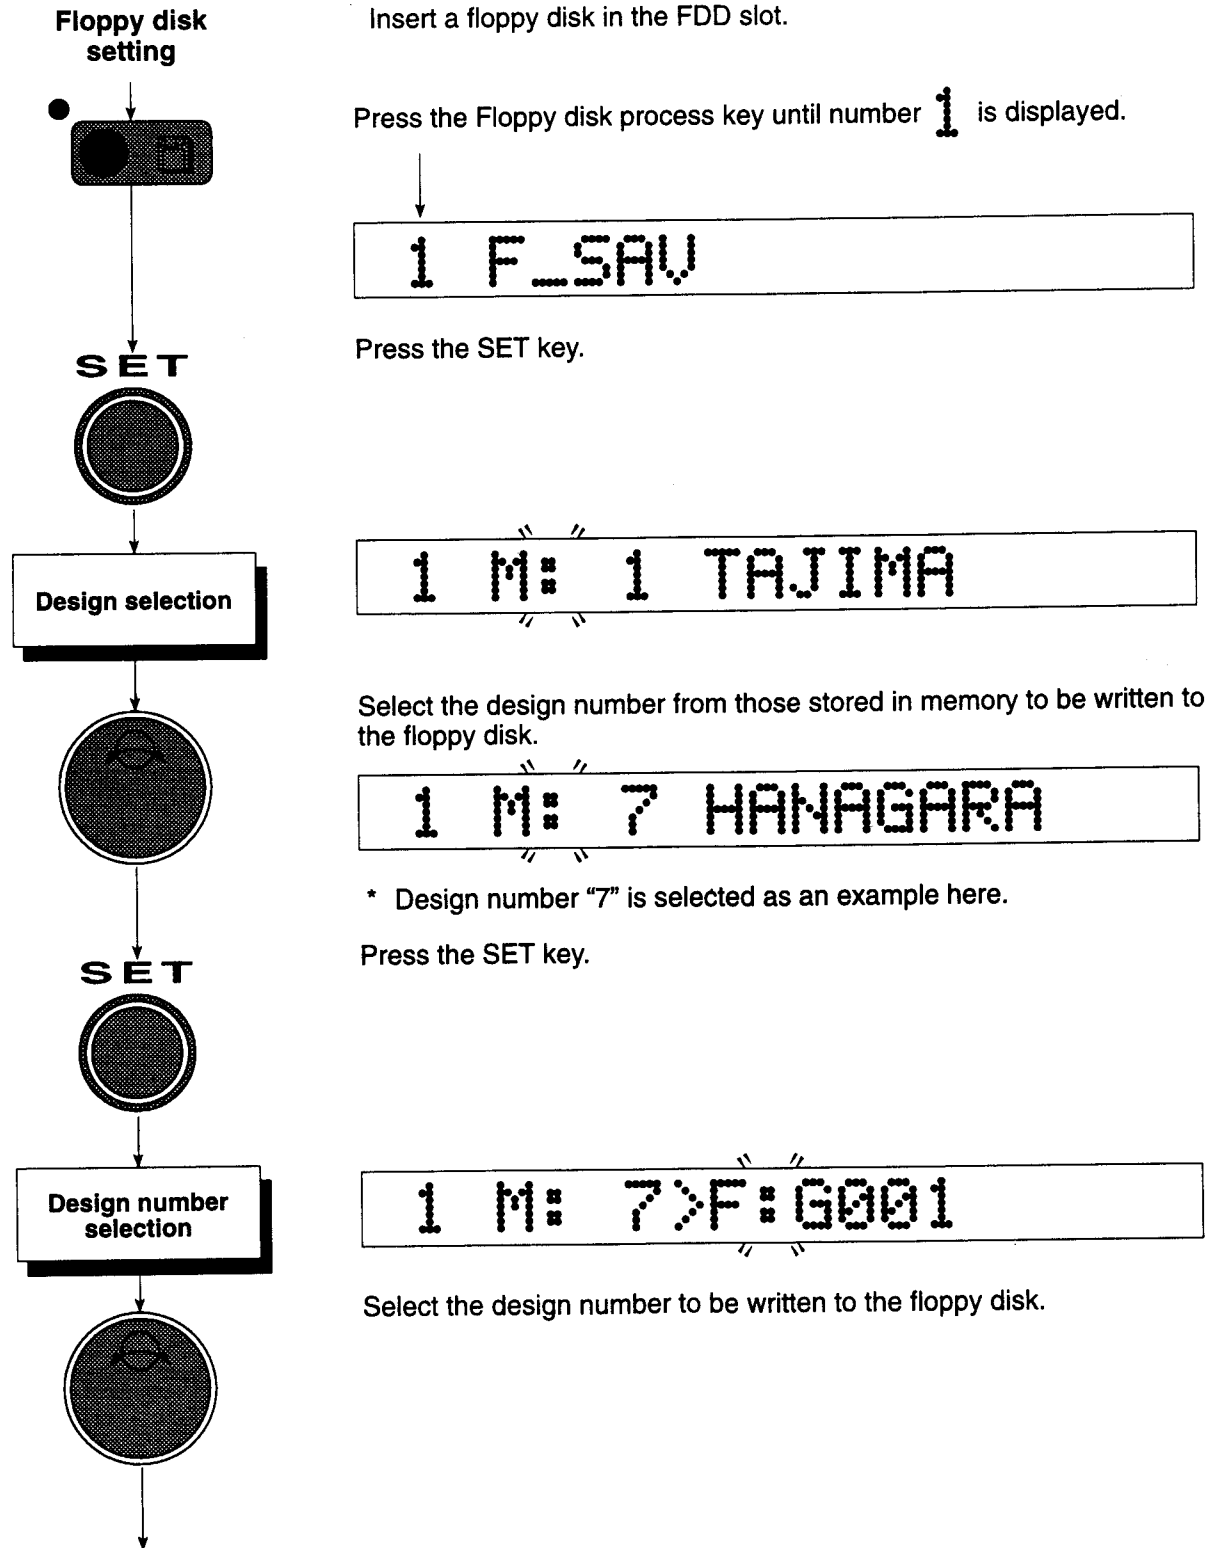 Floppy disk
setting
Insert a floppy disk in the FDD slot.
Press the Floppy disk process key until number 1 is displayed.
1 F_SAV
SET
Press the SET key.
Design selection
1 M: 1 TAJIMA
Select the design number from those stored in memory to be written to
the floppy disk.
1 M: 7 HANAGARA
* Design number “7” is selected as an example here.
Press the SET key.
SET
Design number
selection
1 M: 7>F:G001
Select the design number to be written to the floppy disk.